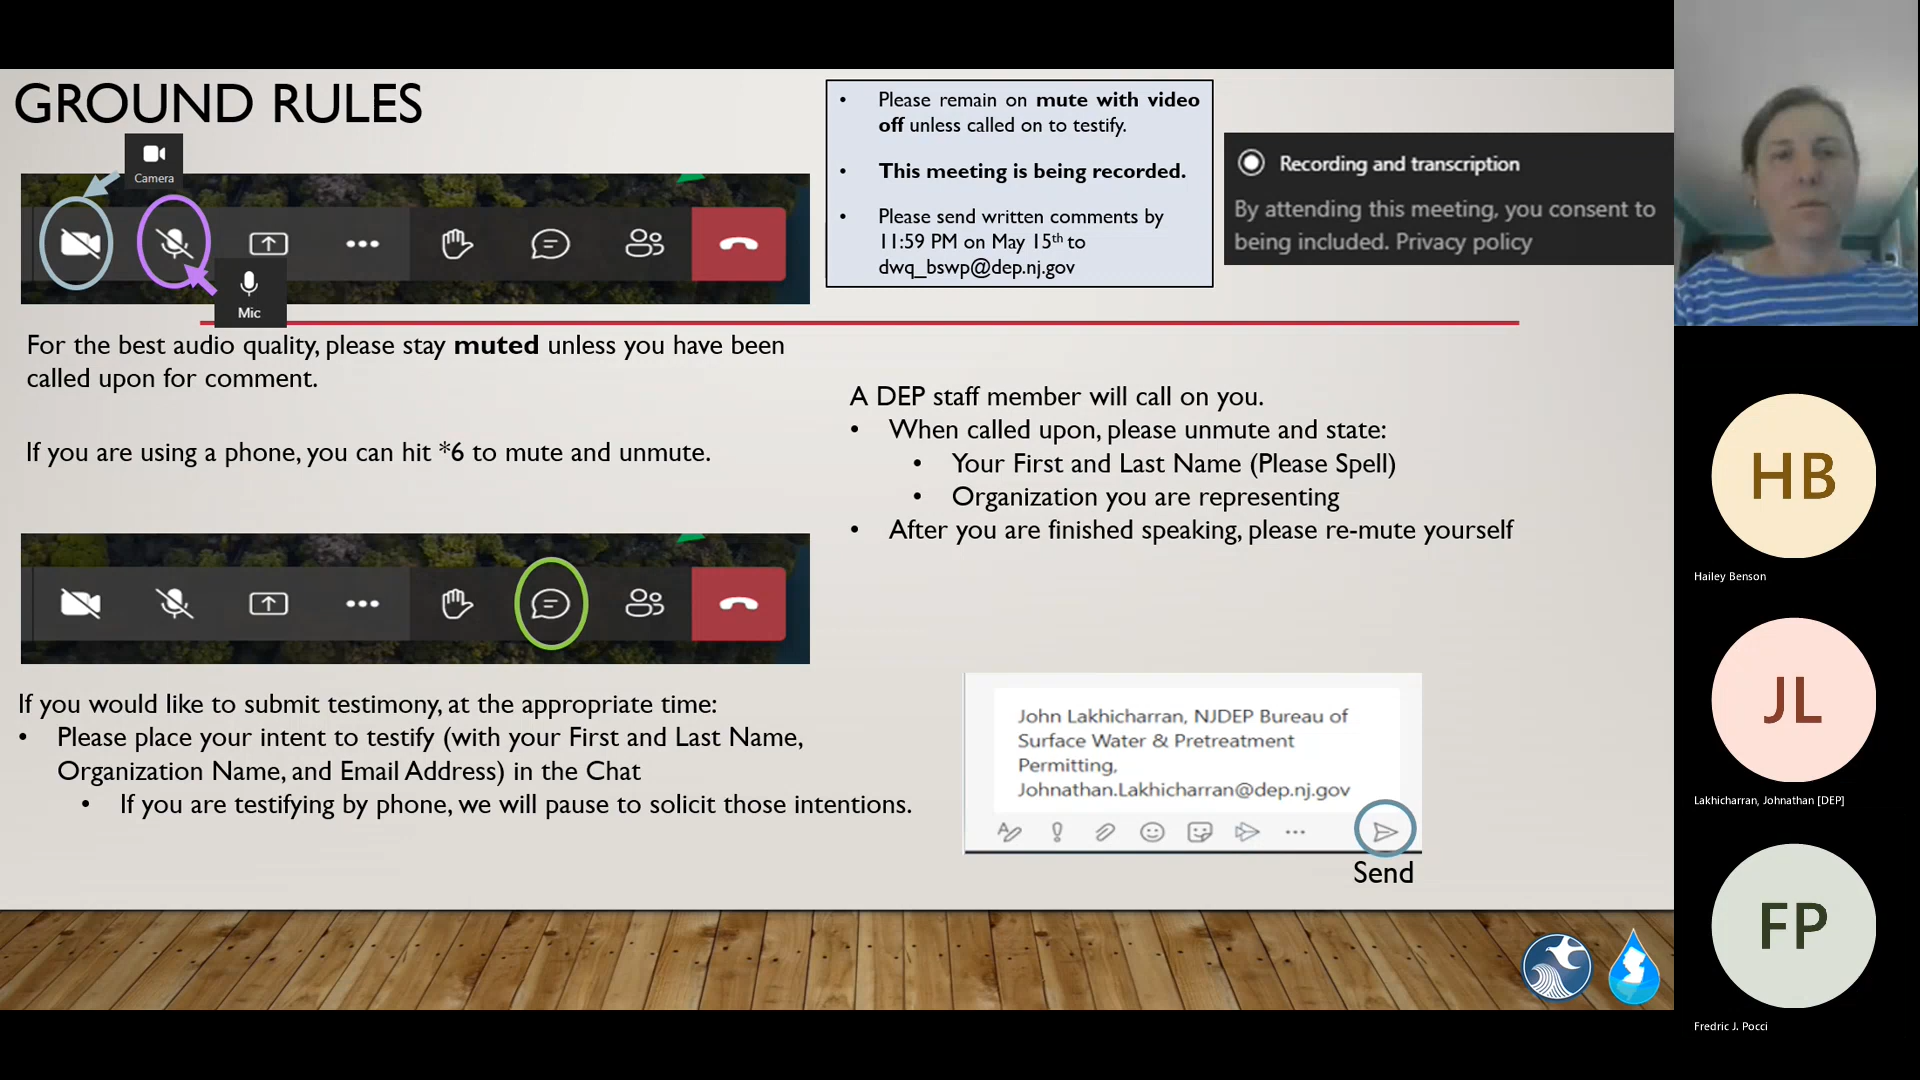 GROUND RULES
Camera
Mic
• Please remain on mute with video
off unless called on to testify.
• This meeting is being recorded.
• Please send written comments by
11:59 PM on May 15th to
dwq_bswp@dep.nj.gov
Recording and transcription
By attending this meeting, you consent to
being included. Privacy policy
For the best audio quality, please stay muted unless you have been
called upon for comment.
If you are using a phone, you can hit *6 to mute and unmute.
A DEP staff member will call on you.
• When called upon, please unmute and state:
• Your First and Last Name (Please Spell)
• Organization you are representing
• After you are finished speaking, please re-mute yourself
If you would like to submit testimony, at the appropriate time:
• Please place your intent to testify (with your First and Last Name,
Organization Name, and Email Address) in the Chat
• If you are testifying by phone, we will pause to solicit those intentions.
John Lakhicharran, NJDEP Bureau of
Surface Water & Pretreatment
Permitting,
Johnathan.Lakhicharran@dep.nj.gov
Send
HB
Hailey Benson
JL
Lakhicharran, Johnathan [DEP]
FP
Fredric J. Pocci